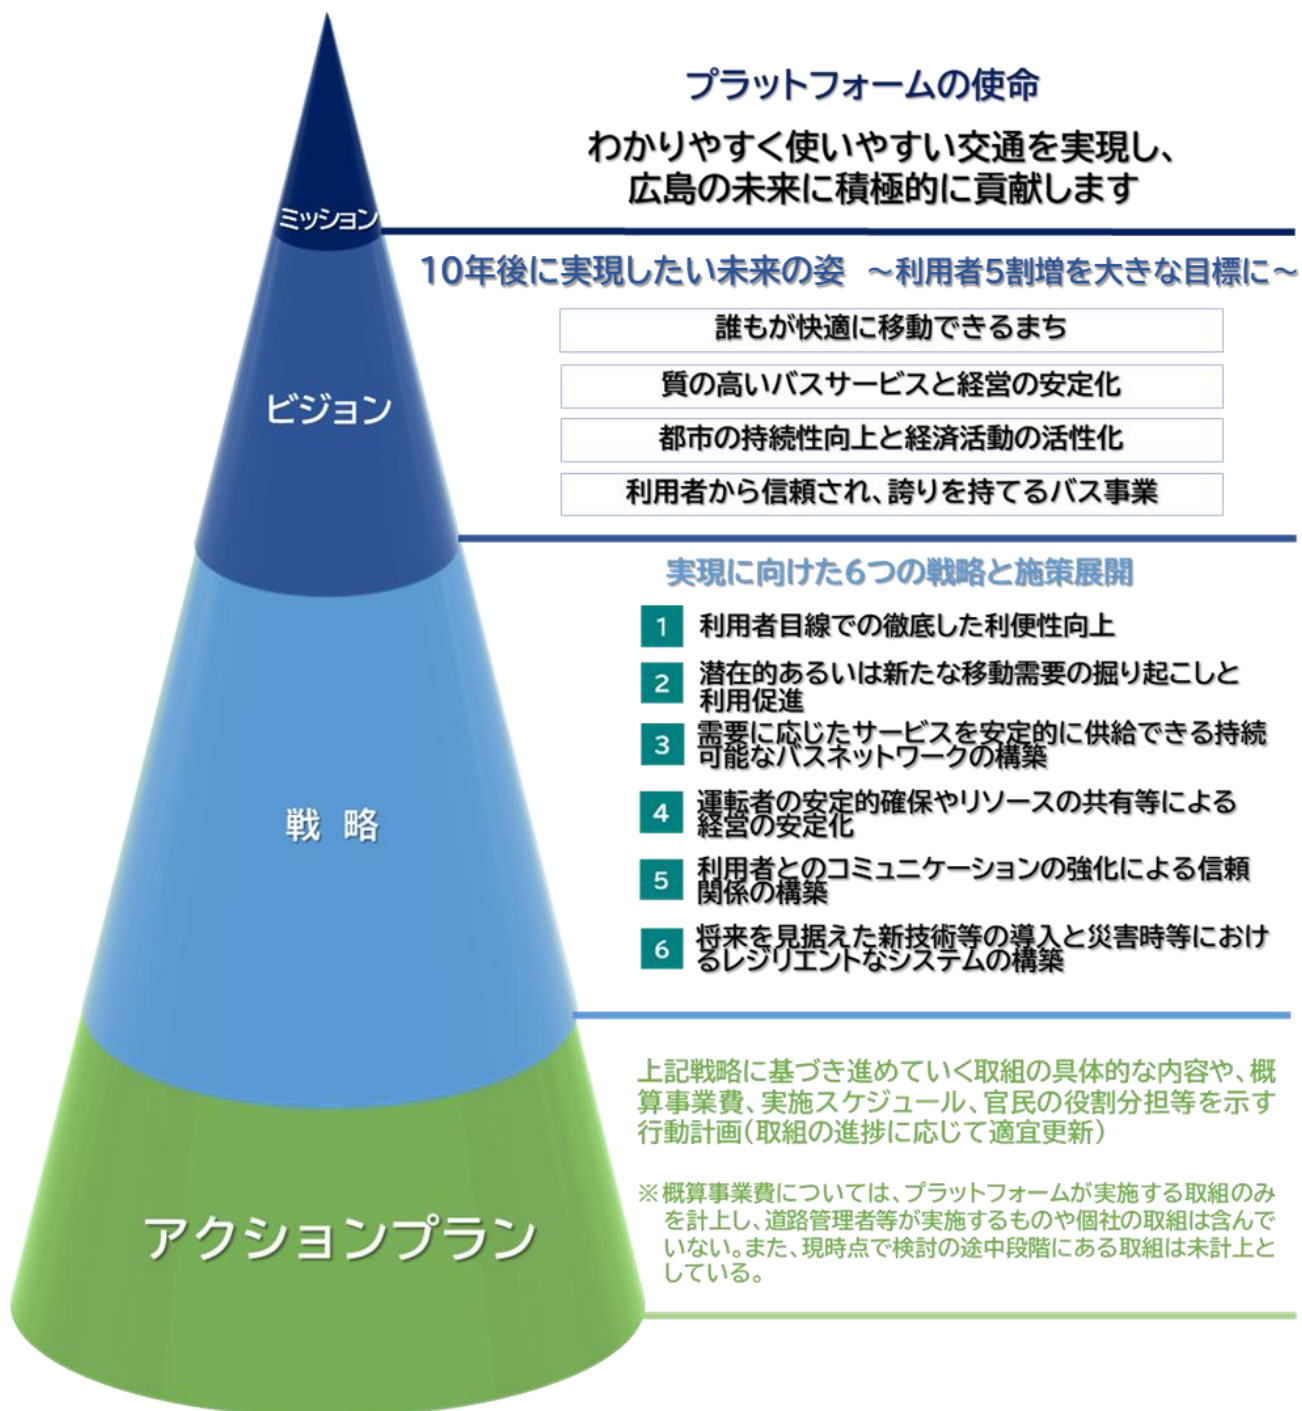 プラットフォームの使命
わかりやすく使いやすい交通を実現し、
広島の未来に積極的に貢献します
ミッション
10年後に実現したい未来の姿 ～利用者5割増を大きな目標に～
誰もが快適に移動できるまち
質の高いバスサービスと経営の安定化
ビジョン
都市の持続性向上と経済活動の活性化
利用者から信頼され、誇りを持てるバス事業
実現に向けた6つの戦略と施策展開
1 利用者目線での徹底した利便性向上
2 潜在的あるいは新たな移動需要の掘り起こしと
利用促進
3 需要に応じたサービスを安定的に供給できる持続
可能なバスネットワークの構築
戦 略
4 運転者の安定的確保やリソースの共有等による
経営の安定化
5 利用者とのコミュニケーションの強化による信頼
関係の構築
6 将来を見据えた新技術等の導入と災害時等におけ
るレジリエントなシステムの構築
上記戦略に基づき進めていく取組の具体的な内容や、概
算事業費、実施スケジュール、官民の役割分担等を示す
行動計画(取組の進捗に応じて適宜更新)
アクションプラン
※概算事業費については、プラットフォームが実施する取組のみ
を計上し、道路管理者等が実施するものや個社の取組は含んで
いない。また、現時点で検討の途中段階にある取組は未計上と
している。